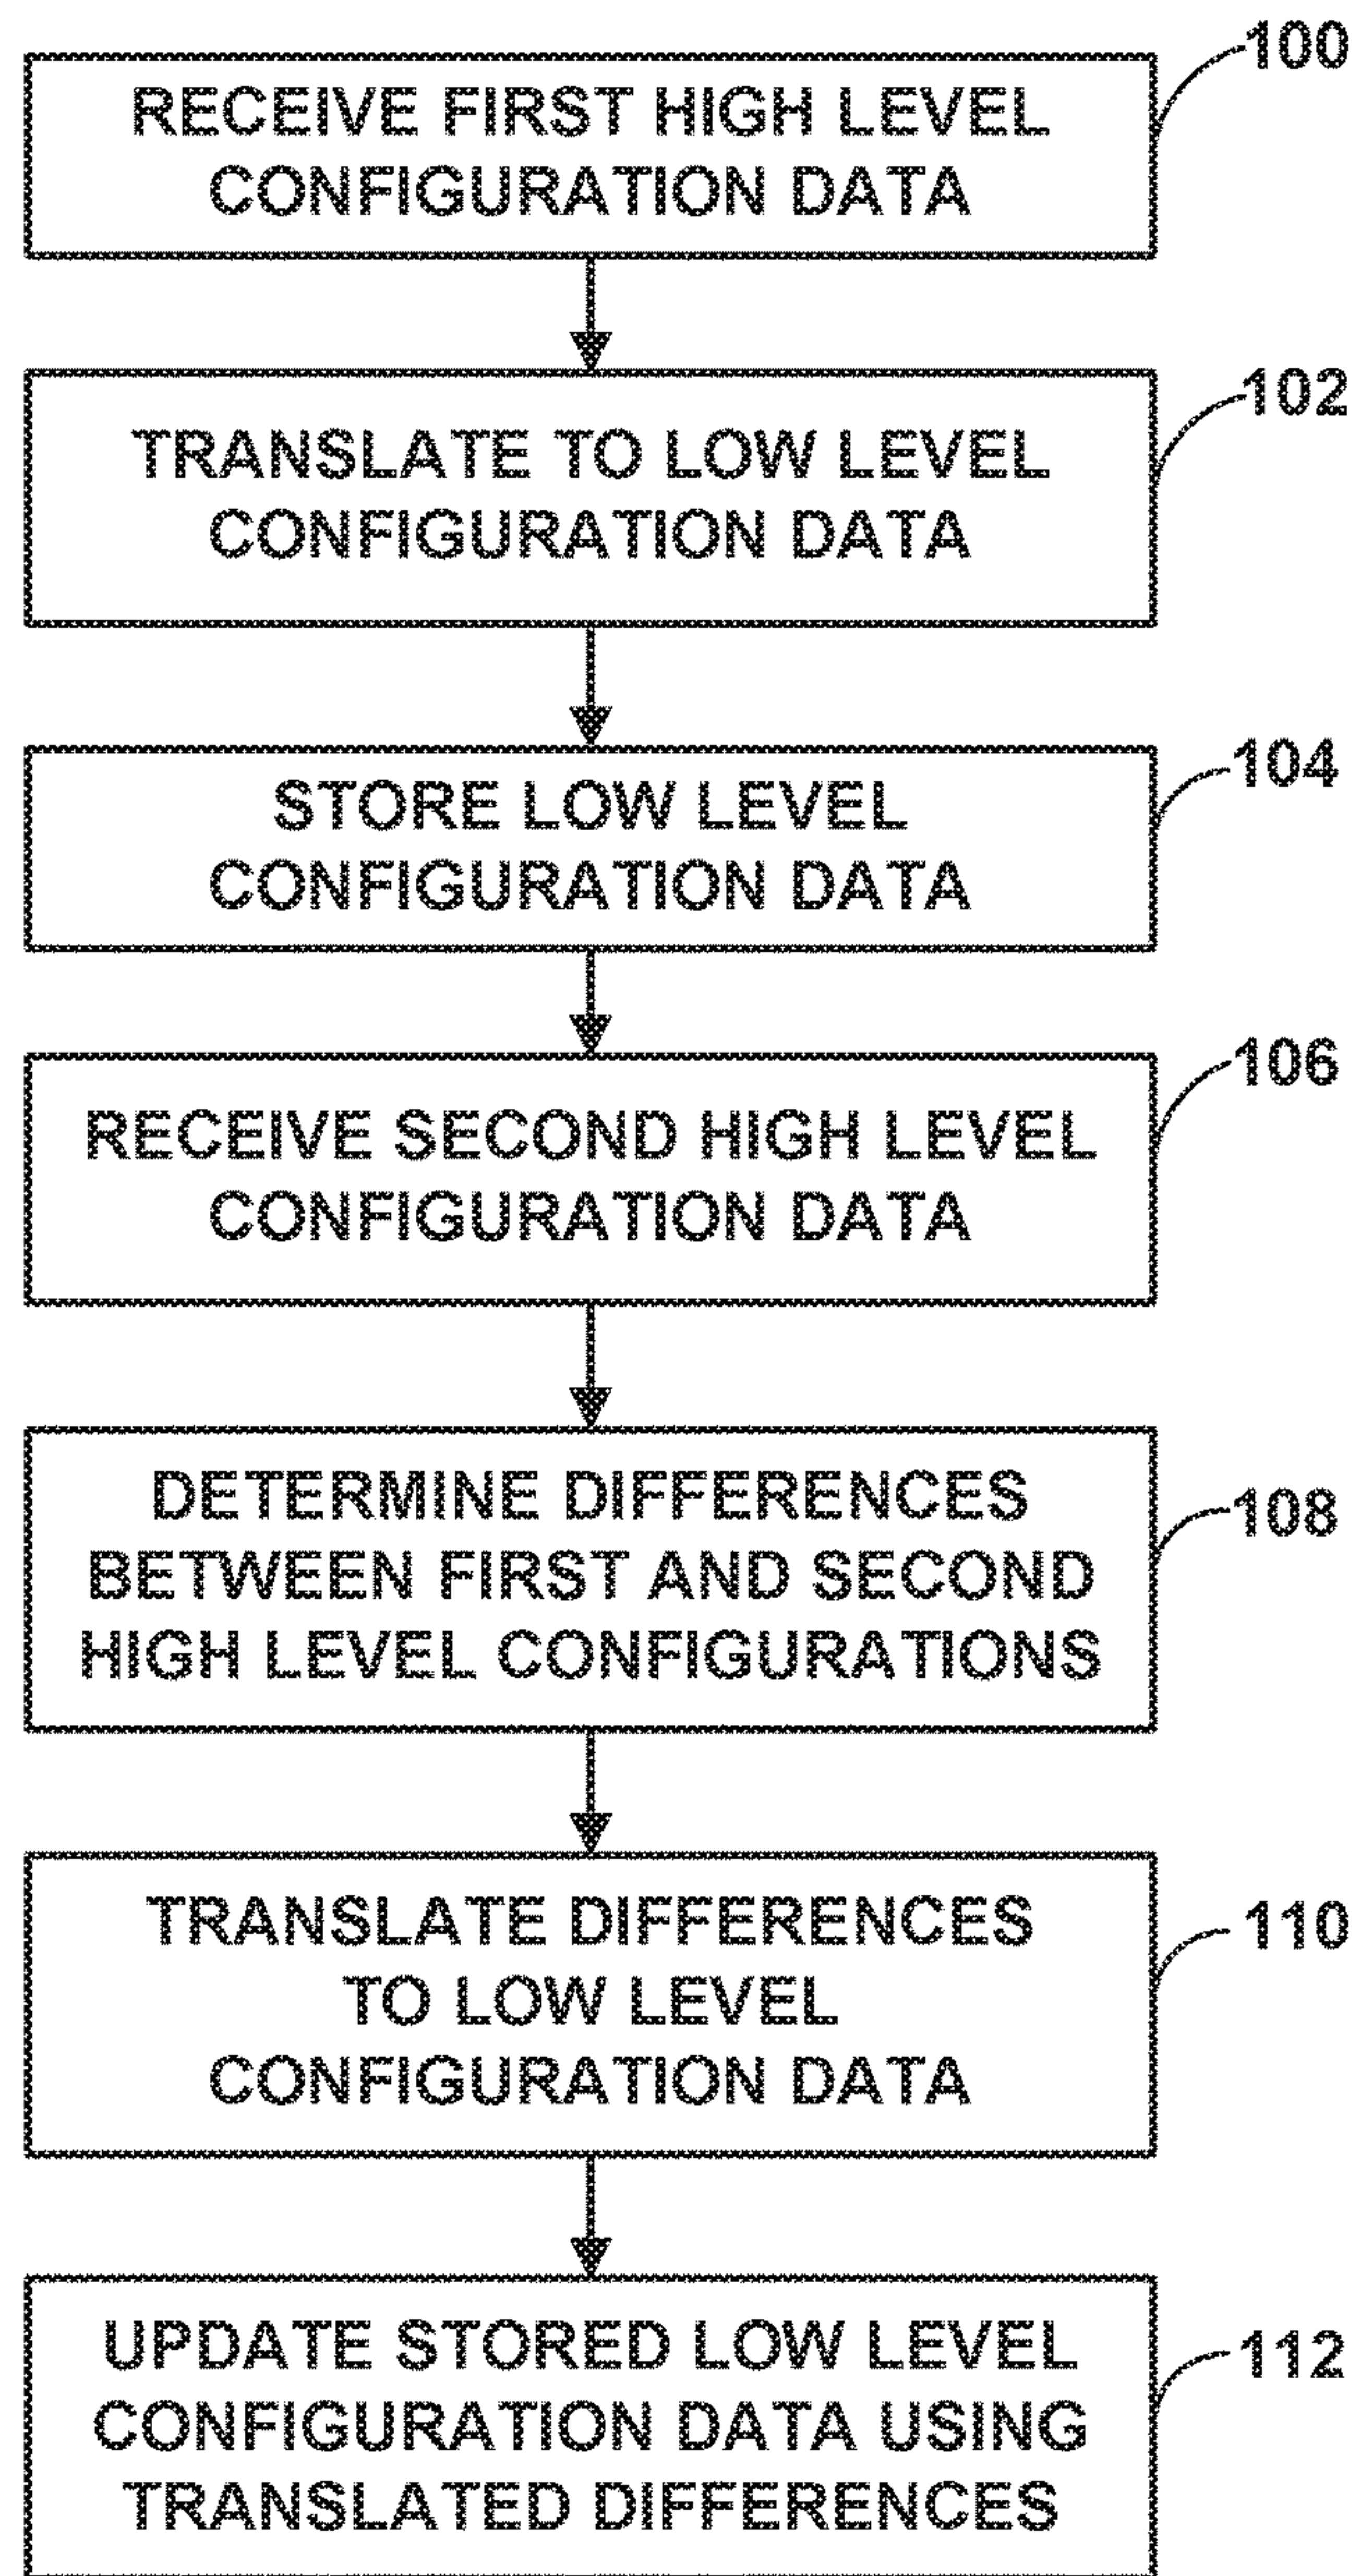 100
RECEIVE FIRST HIGH LEVEL
CONFIGURATION DATA
102
TRANSLATE TO LOW LEVEL
CONFIGURATION DATA
104
STORE LOW LEVEL
CONFIGURATION DATA
106
RECEIVE SECOND HIGH LEVEL
CONFIGURATION DATA
108
DETERMINE DIFFERENCES
BETWEEN FIRST AND SECOND
HIGH LEVEL CONFIGURATIONS
110
TRANSLATE DIFFERENCES
TO LOW LEVEL
CONFIGURATION DATA
112
UPDATE STORED LOW LEVEL
CONFIGURATION DATA USING
TRANSLATED DIFFERENCES